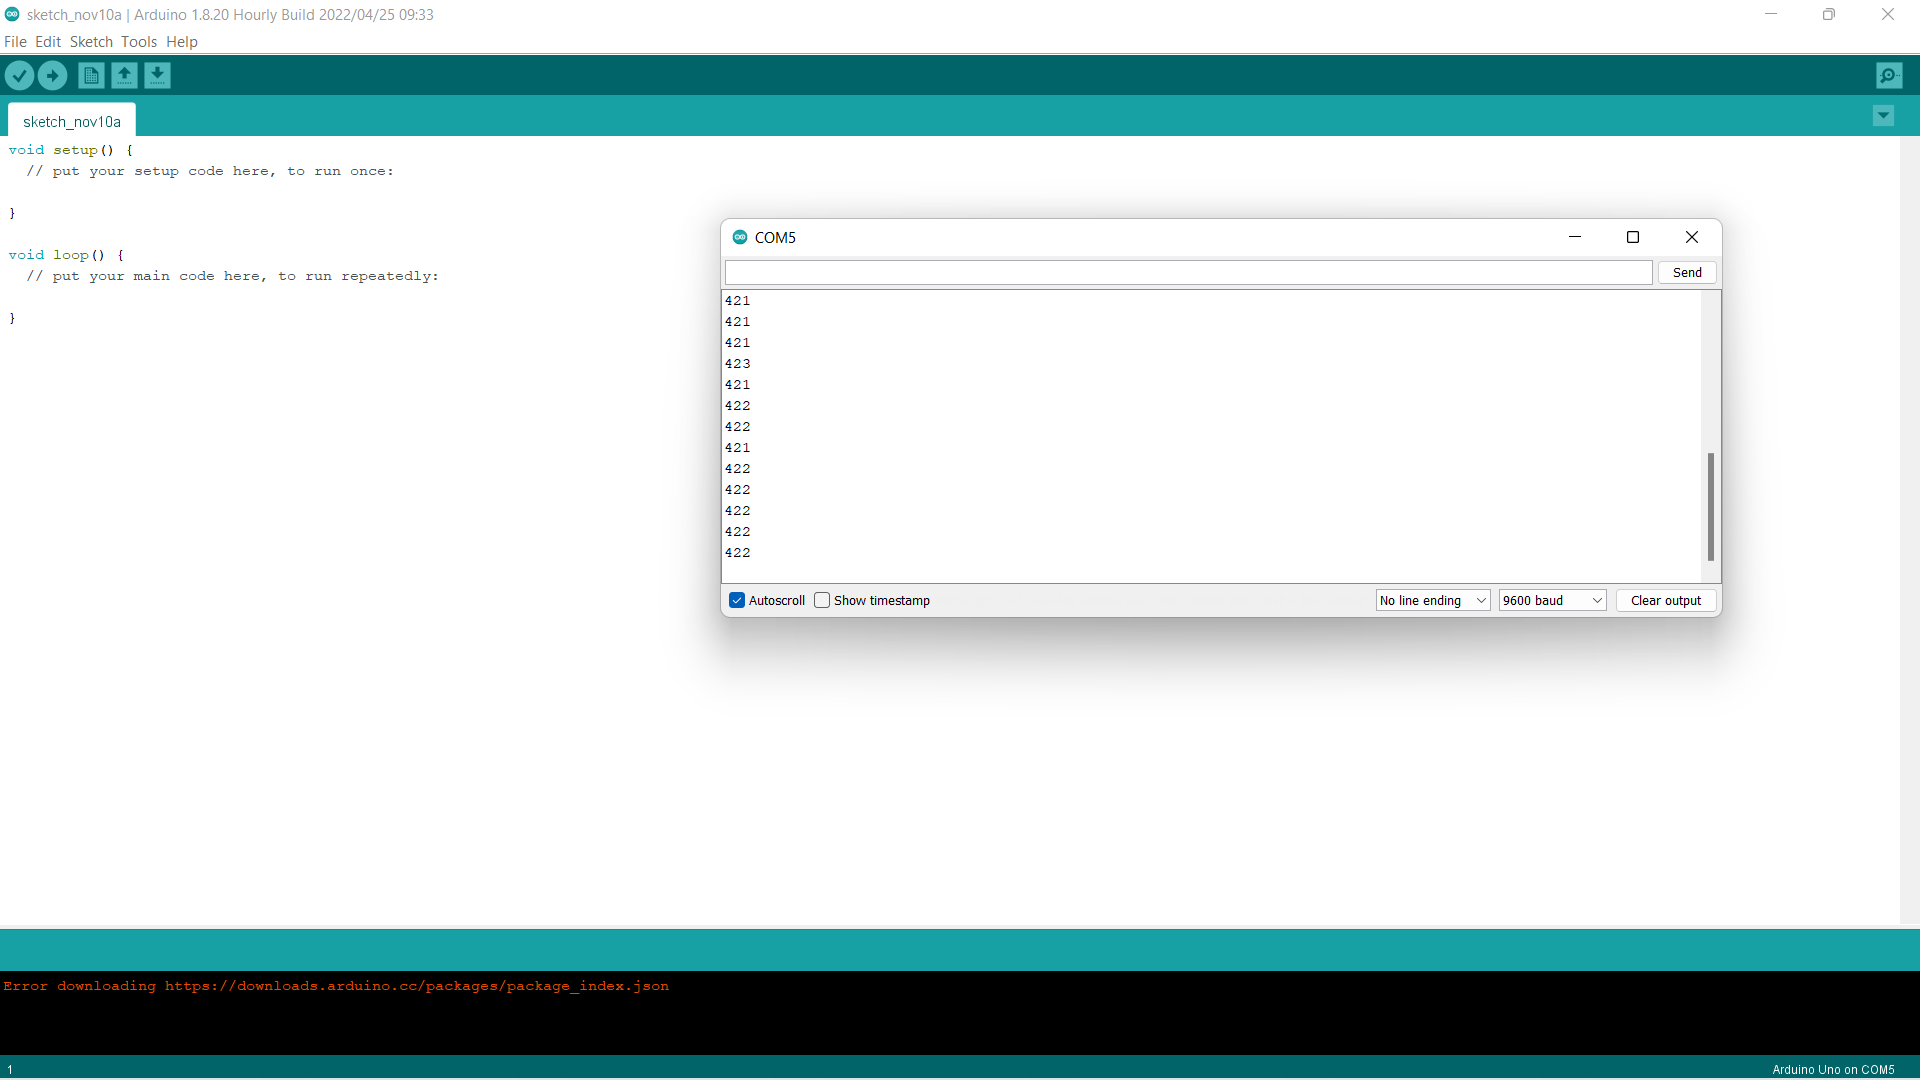 sketch_nov10a | Arduino 1.8.20 Hourly Build 2022/04/25 09:33
File Edit Sketch Tools Help
sketch_nov10a
void setup() {
  // put your setup code here, to run once:
}
void loop() {
  // put your main code here, to run repeatedly:
}
COM5
Send
421
421
421
423
421
422
422
421
422
422
422
422
422
Autoscroll Show timestamp No line ending 9600 baud Clear output
Error downloading https://downloads.arduino.cc/packages/package_index.json
1 Arduino Uno on COM5